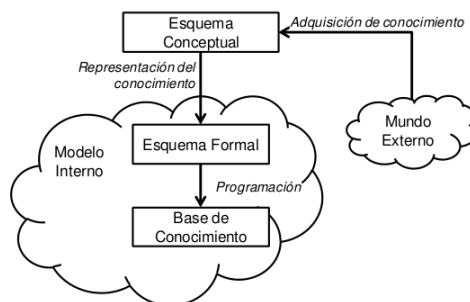 Esquema
Conceptual
Adquisición de conocimiento
Representación del
conocimiento
Mundo
Externo
Modelo
Interno
Esquema Formal
Programación
Base de
Conocimiento